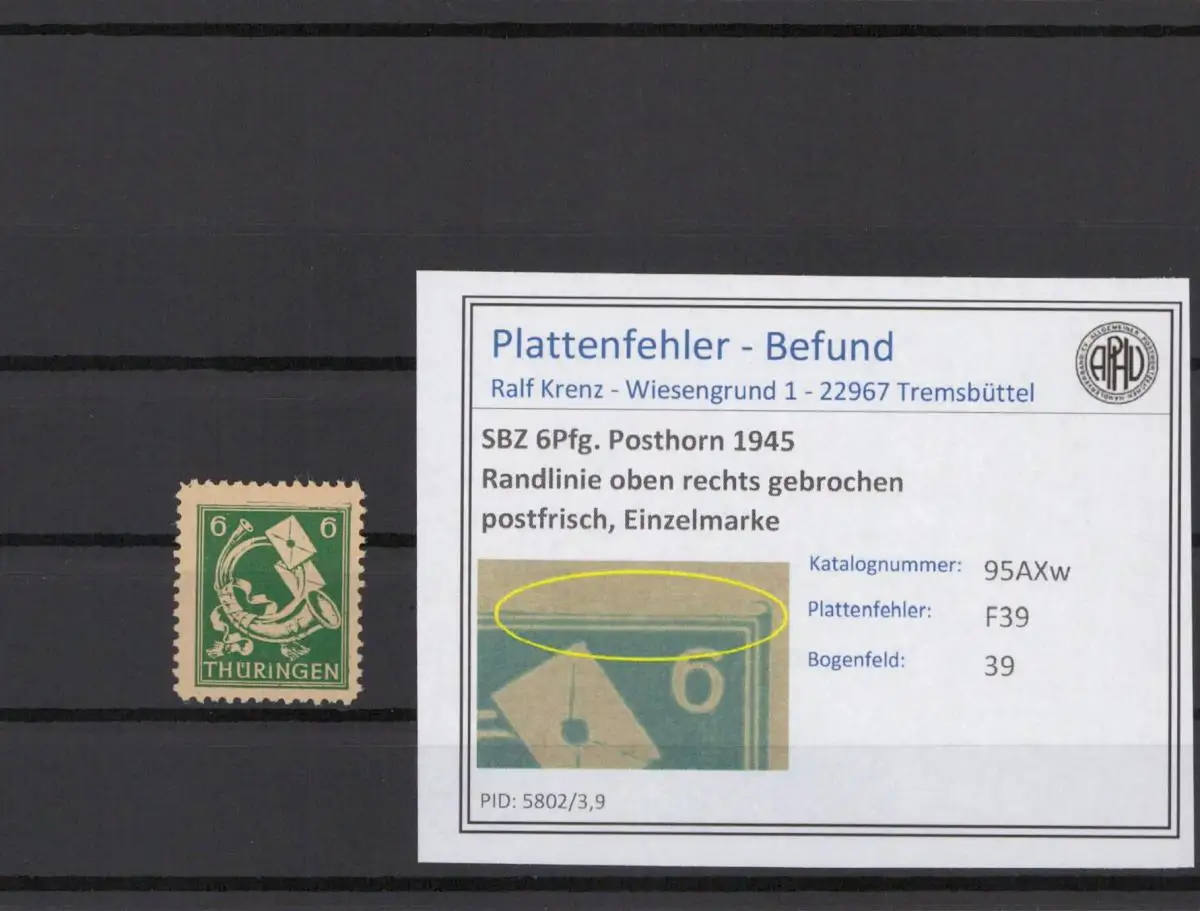 6 6
THÜRINGEN
Plattenfehler - Befund
Ralf Krenz - Wiesengrund 1 - 22967 Tremsbüttel
APHV
SBZ 6Pfg. Posthorn 1945
Randlinie oben rechts gebrochen
postfrisch, Einzelmarke
Katalognummer: 95AXw
Plattenfehler: F39
Bogenfeld: 39
6
PID: 5802/3,9